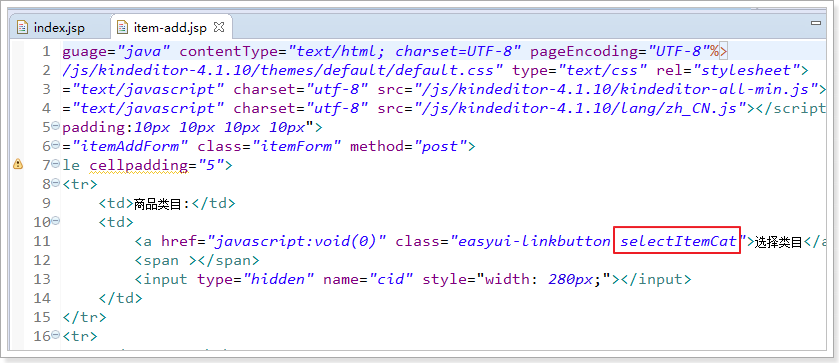 index.jsp item-add.jsp
1 guage="java" contentType="text/html; charset=UTF-8" pageEncoding="UTF-8"%>
2 /js/kindeditor-4.1.10/themes/default/default.css" type="text/css" rel="stylesheet">
3 ="text/javascript" charset="utf-8" src="/js/kindeditor-4.1.10/kindeditor-all-min.js">
4 ="text/javascript" charset="utf-8" src="/js/kindeditor-4.1.10/lang/zh_CN.js"></script
5 padding:10px 10px 10px 10px">
6 ="itemAddForm" class="itemForm" method="post">
7 le cellpadding="5">
8 <tr>
9 <td>商品类目:</td>
10 <td>
11 <a href="javascript:void(0)" class="easyui-linkbutton selectItemCat">选择类目</a
12 <span ></span>
13 <input type="hidden" name="cid" style="width: 280px;"></input>
14 </td>
15 </tr>
16 <tr>